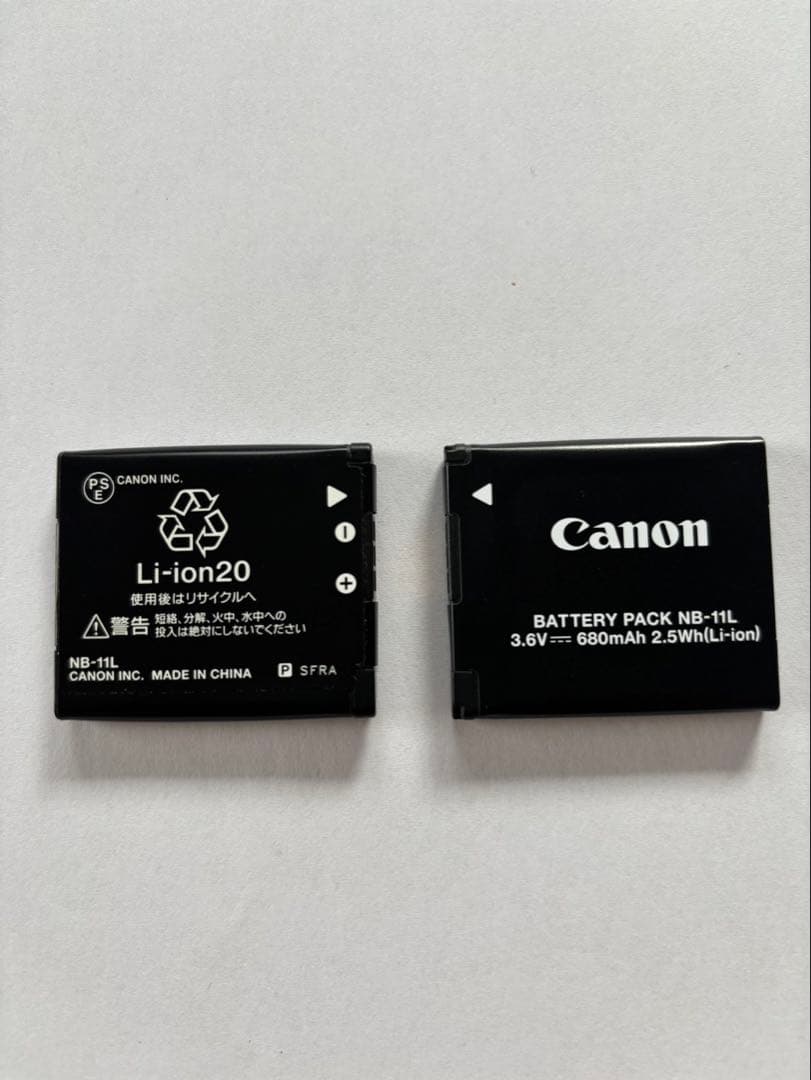 PSE CANON INC.
Li-ion20
使用後はリサイクルへ
警告 短絡、分解、火中、水中への
投入は絶対にしないでください
NB-11L
CANON INC. MADE IN CHINA
P SFRA
Canon
BATTERY PACK NB-11L
3.6V⎓ 680mAh 2.5Wh(Li-ion)